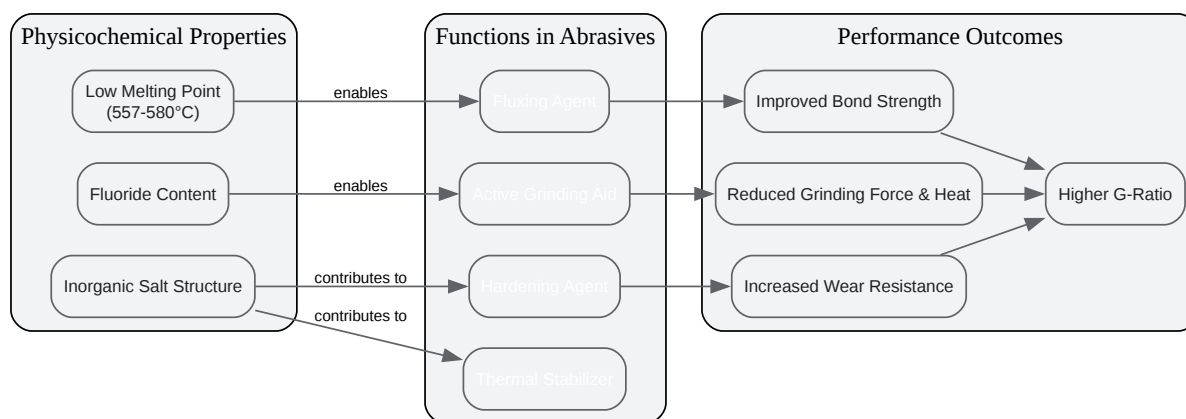 Physicochemical Properties
Low Melting Point
(557-580°C)
Fluoride Content
Inorganic Salt Structure
enables
enables
contributes to
contributes to
Functions in Abrasives
Fluxing Agent
Active Grinding Aid
Hardening Agent
Thermal Stabilizer
Performance Outcomes
Improved Bond Strength
Reduced Grinding Force & Heat
Increased Wear Resistance
Higher G-Ratio